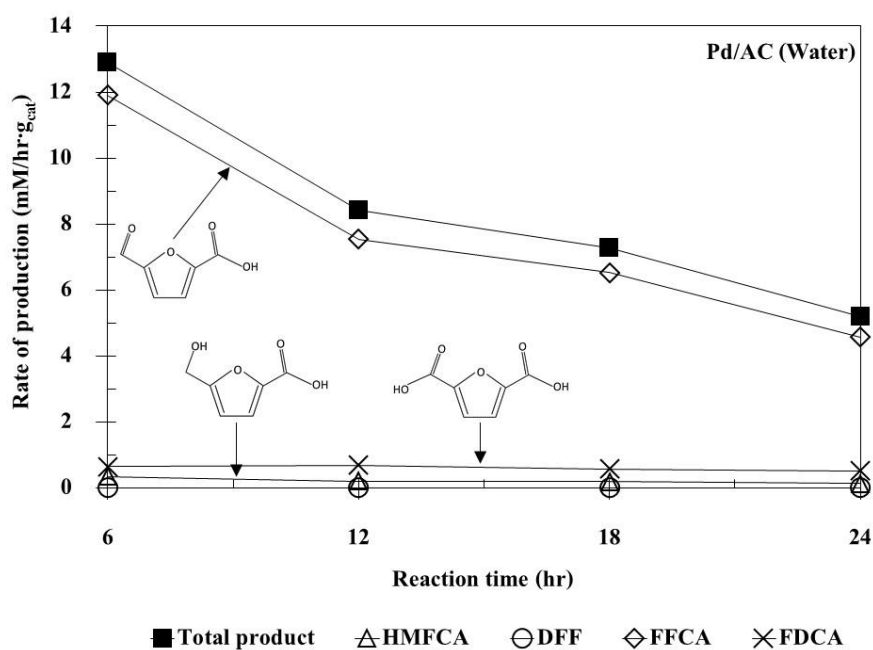 Pd/AC (Water)
Rate of production (mM/hr·g_cat)
14
12
10
8
6
4
2
0
O
O
O
OH
OH
O
O
OH
O
HO
O
O
OH
6
12
18
24
Reaction time (hr)
Total product HMFCA DFF FFCA FDCA